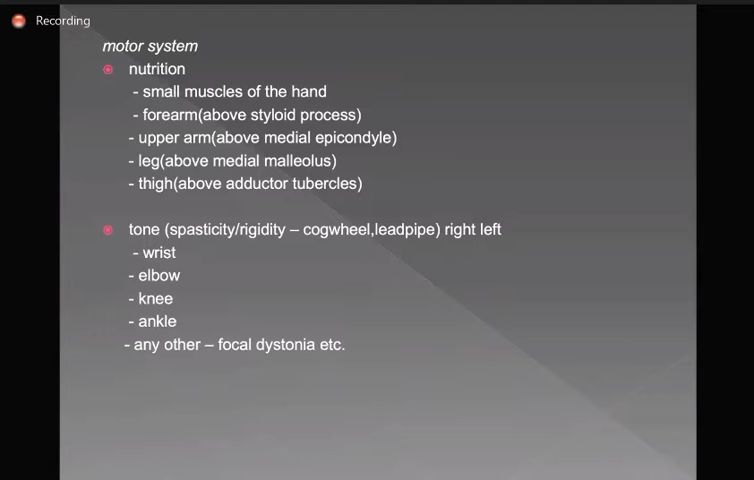 Recording
motor system
nutrition
- small muscles of the hand
- forearm(above styloid process)
- upper arm(above medial epicondyle)
- leg(above medial malleolus)
- thigh(above adductor tubercles)
tone (spasticity/rigidity – cogwheel,leadpipe) right left
- wrist
- elbow
- knee
- ankle
- any other – focal dystonia etc.